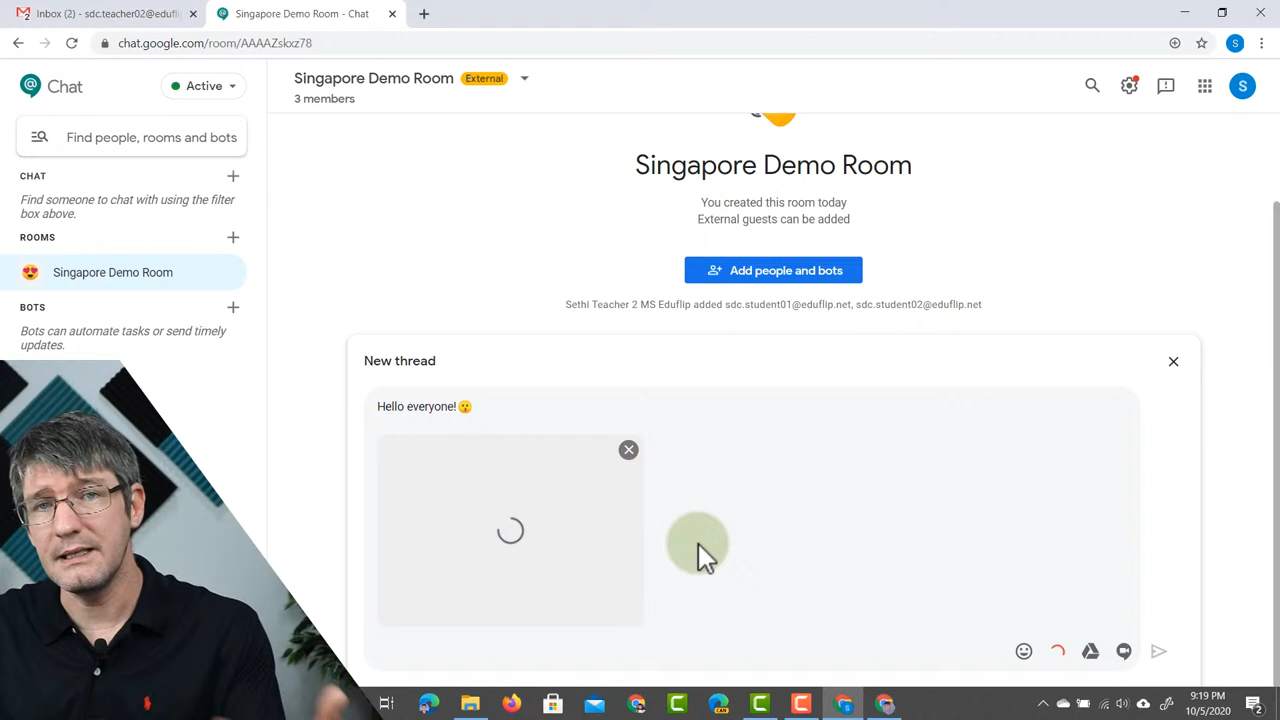 Inbox (2) - sdc.teacher02@eduflip
Singapore Demo Room - Chat
chat.google.com/room/AAAAZskxz78
S
Chat
Active
Singapore Demo Room External
3 members
S
Find people, rooms and bots
CHAT
Find someone to chat with using the filter
box above.
ROOMS
Singapore Demo Room
BOTS
Bots can automate tasks or send timely
updates.
Singapore Demo Room
You created this room today
External guests can be added
Add people and bots
Sethi Teacher 2 MS Eduflip added sdc.student01@eduflip.net, sdc.student02@eduflip.net
New thread
Hello everyone!😗
9:19 PM
10/5/2020